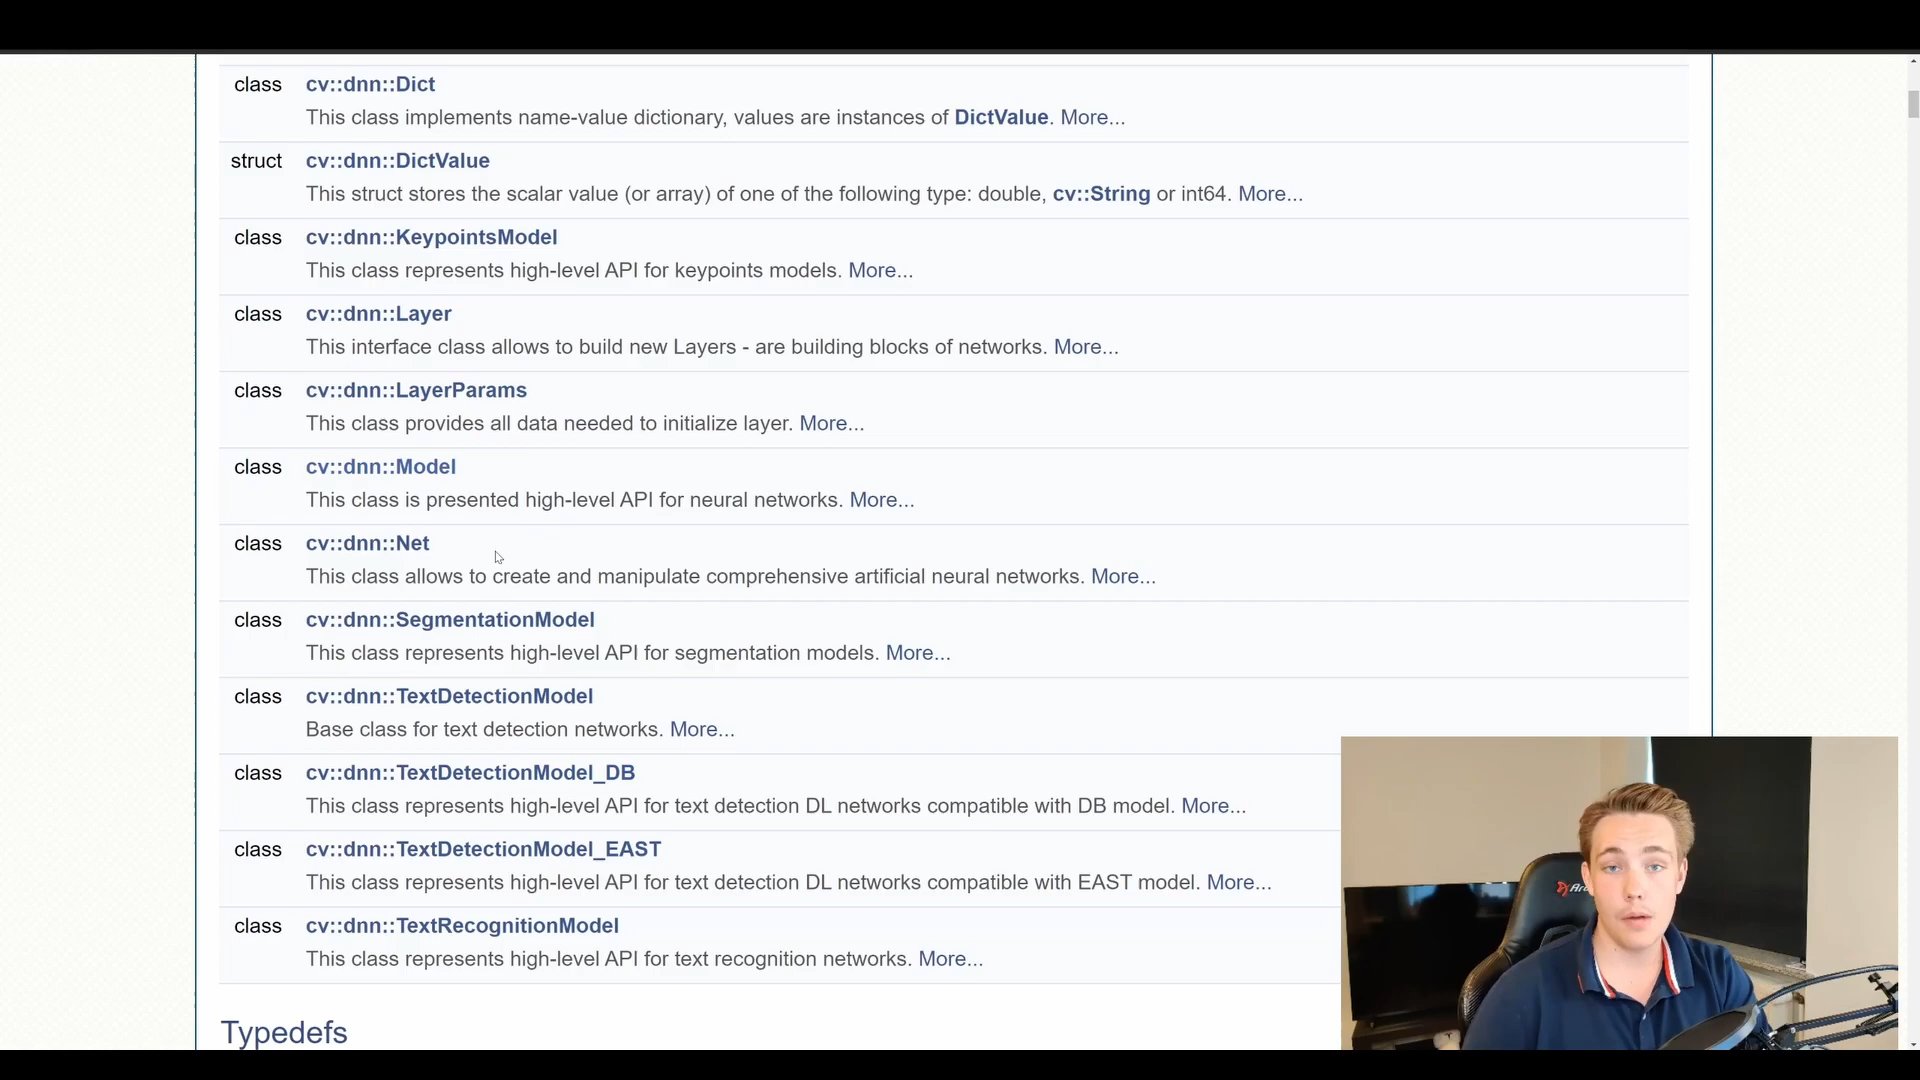 class cv::dnn::Dict
This class implements name-value dictionary, values are instances of DictValue. More...
struct cv::dnn::DictValue
This struct stores the scalar value (or array) of one of the following type: double, cv::String or int64. More...
class cv::dnn::KeypointsModel
This class represents high-level API for keypoints models. More...
class cv::dnn::Layer
This interface class allows to build new Layers - are building blocks of networks. More...
class cv::dnn::LayerParams
This class provides all data needed to initialize layer. More...
class cv::dnn::Model
This class is presented high-level API for neural networks. More...
class cv::dnn::Net
This class allows to create and manipulate comprehensive artificial neural networks. More...
class cv::dnn::SegmentationModel
This class represents high-level API for segmentation models. More...
class cv::dnn::TextDetectionModel
Base class for text detection networks. More...
class cv::dnn::TextDetectionModel_DB
This class represents high-level API for text detection DL networks compatible with DB model. More...
class cv::dnn::TextDetectionModel_EAST
This class represents high-level API for text detection DL networks compatible with EAST model. More...
class cv::dnn::TextRecognitionModel
This class represents high-level API for text recognition networks. More...
Typedefs